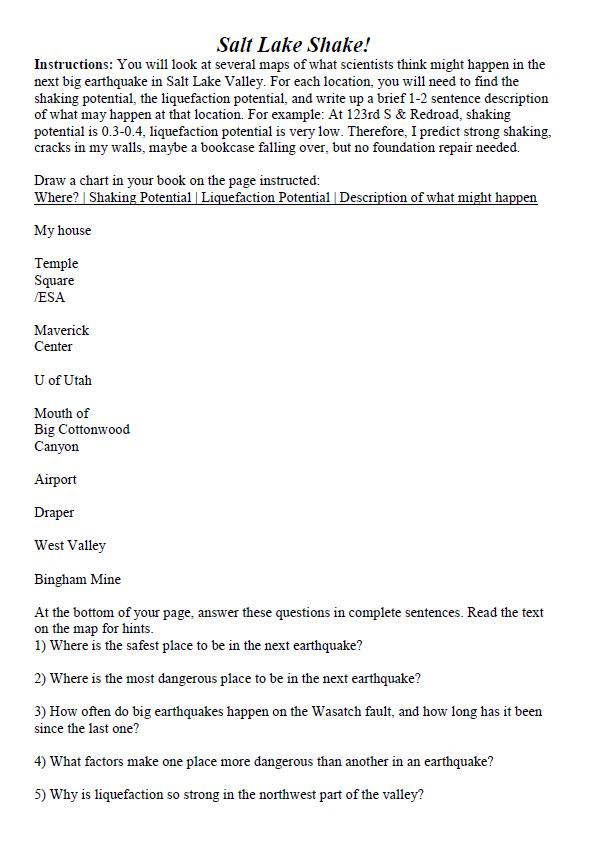 Salt Lake Shake!
Instructions: You will look at several maps of what scientists think might happen in the
next big earthquake in Salt Lake Valley. For each location, you will need to find the
shaking potential, the liquefaction potential, and write up a brief 1-2 sentence description
of what may happen at that location. For example: At 123rd S & Redroad, shaking
potential is 0.3-0.4, liquefaction potential is very low. Therefore, I predict strong shaking,
cracks in my walls, maybe a bookcase falling over, but no foundation repair needed.
Draw a chart in your book on the page instructed:
Where? | Shaking Potential | Liquefaction Potential | Description of what might happen
My house
Temple
Square
/ESA
Maverick
Center
U of Utah
Mouth of
Big Cottonwood
Canyon
Airport
Draper
West Valley
Bingham Mine
At the bottom of your page, answer these questions in complete sentences. Read the text
on the map for hints.
1) Where is the safest place to be in the next earthquake?
2) Where is the most dangerous place to be in the next earthquake?
3) How often do big earthquakes happen on the Wasatch fault, and how long has it been
since the last one?
4) What factors make one place more dangerous than another in an earthquake?
5) Why is liquefaction so strong in the northwest part of the valley?